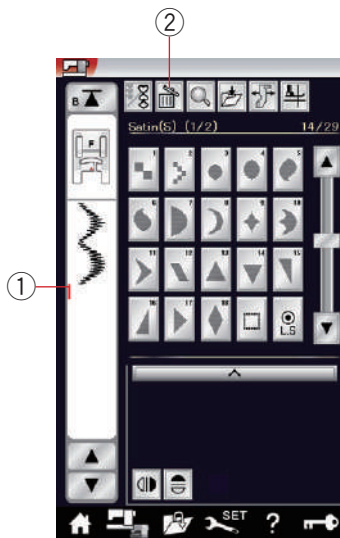 ②
B
F
Satin(S) (1/2) 14/29
1 2 3 4 5
6 7 8 9 10
①
11 12 13 14 15
16 17 18 L.S
SET ?